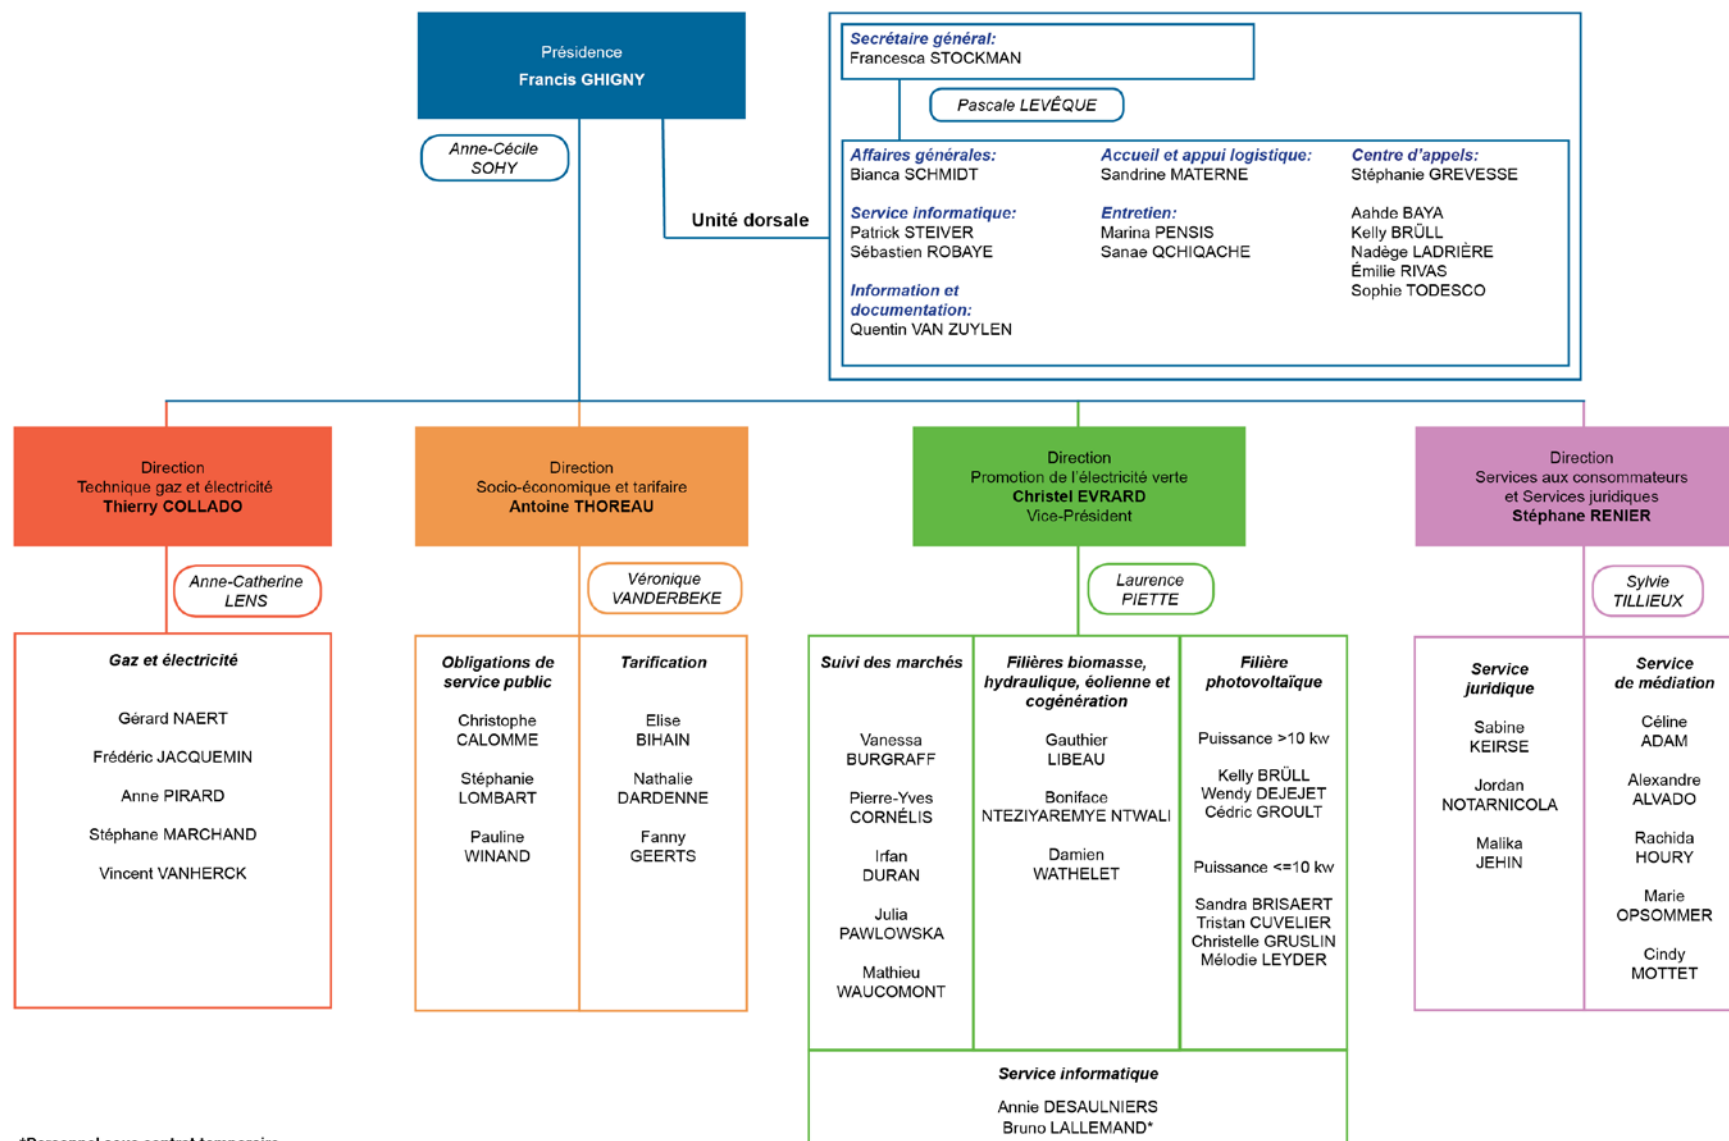 Présidence
Francis GHIGNY
Anne-Cécile
SOHY
Unité dorsale
Secrétaire général:
Francesca STOCKMAN
Pascale LEVÊQUE
Affaires générales:
Bianca SCHMIDT
Service informatique:
Patrick STEIVER
Sébastien ROBAYE
Information et
documentation:
Quentin VAN ZUYLEN
Accueil et appui logistique:
Sandrine MATERNE
Entretien:
Marina PENSIS
Sanae QCHIQACHE
Centre d'appels:
Stéphanie GREVESSE
Aahde BAYA
Kelly BRÜLL
Nadège LADRIÈRE
Émilie RIVAS
Sophie TODESCO
Direction
Technique gaz et électricité
Thierry COLLADO
Anne-Catherine
LENS
Gaz et électricité
Gérard NAERT
Frédéric JACQUEMIN
Anne PIRARD
Stéphane MARCHAND
Vincent VANHERCK
Direction
Socio-économique et tarifaire
Antoine THOREAU
Véronique
VANDERBEKE
Obligations de
service public
Christophe
CALOMME
Stéphanie
LOMBART
Pauline
WINAND
Tarification
Elise
BIHAIN
Nathalie
DARDENNE
Fanny
GEERTS
Direction
Promotion de l'électricité verte
Christel EVRARD
Vice-Président
Laurence
PIETTE
Suivi des marchés
Vanessa
BURGRAFF
Pierre-Yves
CORNÉLIS
Irfan
DURAN
Julia
PAWLOWSKA
Mathieu
WAUCOMONT
Filières biomasse,
hydraulique, éolienne et
cogénération
Gauthier
LIBEAU
Boniface
NTEZIYAREMYE NTWALI
Damien
WATHELET
Filière
photovoltaïque
Puissance >10 kw
Kelly BRÜLL
Wendy DEJEJET
Cédric GROULT
Puissance <=10 kw
Sandra BRISAERT
Tristan CUVELIER
Christelle GRUSLIN
Mélodie LEYDER
Service informatique
Annie DESAULNIERS
Bruno LALLEMAND*
Direction
Services aux consommateurs
et Services juridiques
Stéphane RENIER
Sylvie
TILLIEUX
Service
juridique
Sabine
KEIRSE
Jordan
NOTARNICOLA
Malika
JEHIN
Service
de médiation
Céline
ADAM
Alexandre
ALVADO
Rachida
HOURY
Marie
OPSOMMER
Cindy
MOTTET
*Personnel sous contrat temporaire